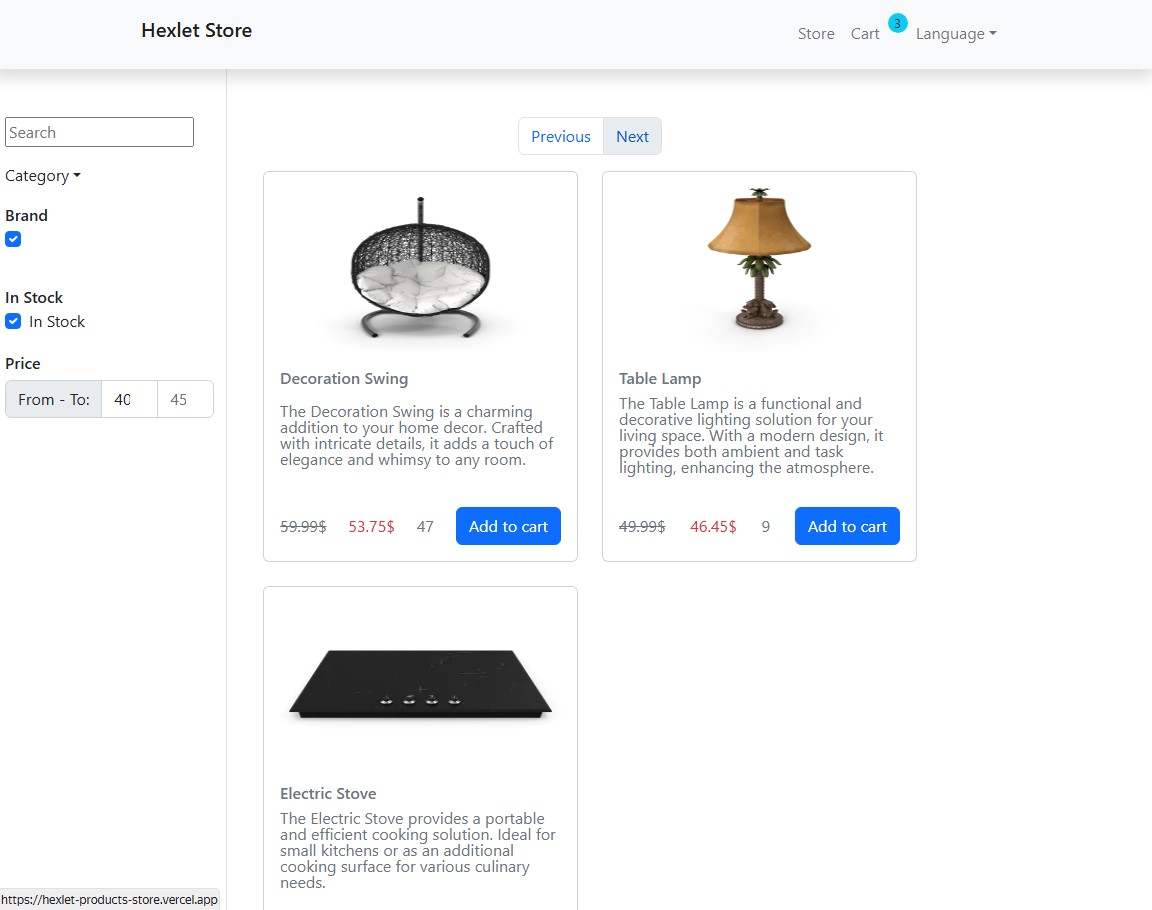 Hexlet Store
Store Cart 3 Language
Search
Category
Brand
In Stock
In Stock
Price
From - To: 40 45
Previous Next
Decoration Swing
The Decoration Swing is a charming
addition to your home decor. Crafted
with intricate details, it adds a touch of
elegance and whimsy to any room.
59.99$ 53.75$ 47 Add to cart
Table Lamp
The Table Lamp is a functional and
decorative lighting solution for your
living space. With a modern design, it
provides both ambient and task
lighting, enhancing the atmosphere.
49.99$ 46.45$ 9 Add to cart
Electric Stove
The Electric Stove provides a portable
and efficient cooking solution. Ideal for
small kitchens or as an additional
cooking surface for various culinary
needs.
https://hexlet-products-store.vercel.app